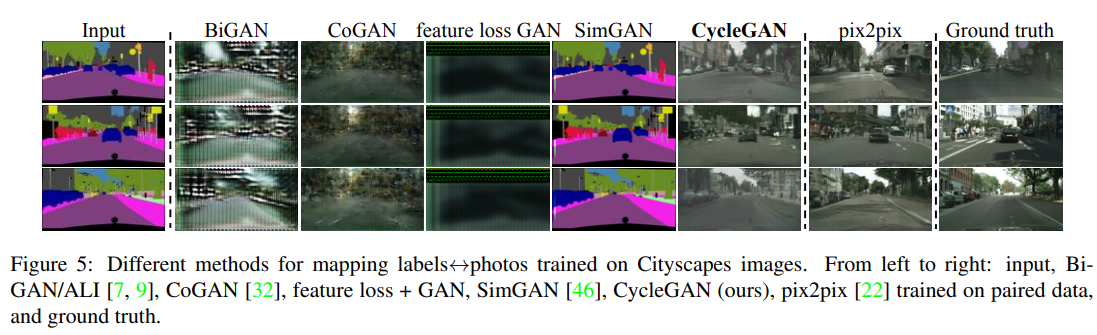 Input BiGAN CoGAN feature loss GAN SimGAN CycleGAN pix2pix Ground truth
Figure 5: Different methods for mapping labels↔photos trained on Cityscapes images. From left to right: input, Bi-
GAN/ALI [7, 9], CoGAN [32], feature loss + GAN, SimGAN [46], CycleGAN (ours), pix2pix [22] trained on paired data,
and ground truth.